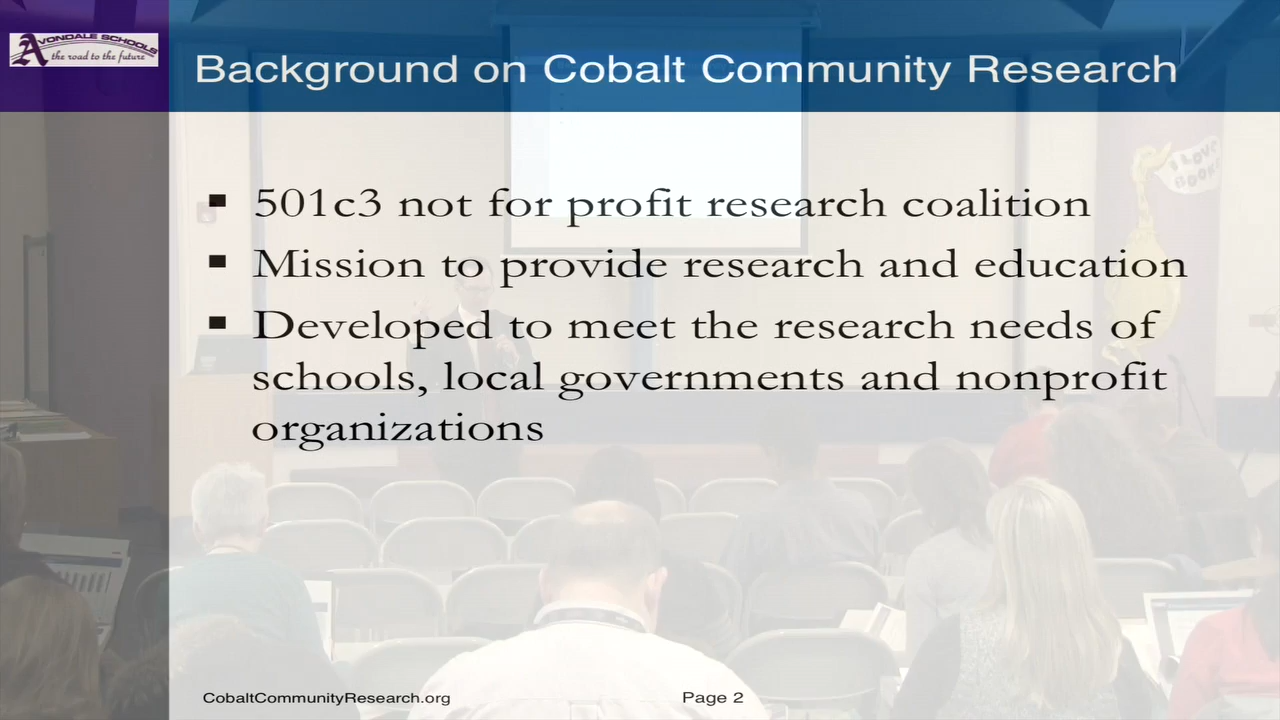 AVONDALE SCHOOLS
the road to the future
Background on Cobalt Community Research
501c3 not for profit research coalition
Mission to provide research and education
Developed to meet the research needs of
schools, local governments and nonprofit
organizations
I LOVE
BOOKS
CobaltCommunityResearch.org
Page 2